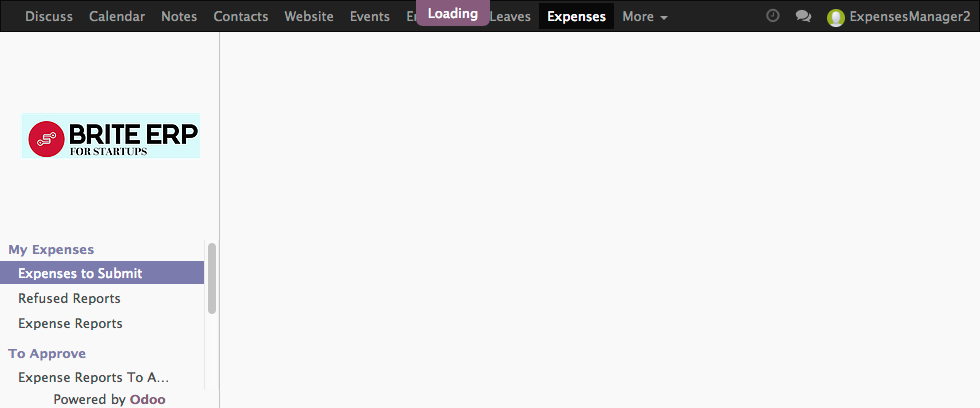 Discuss Calendar Notes Contacts Website Events Loading Leaves Expenses More ExpensesManager2
BRITE ERP
FOR STARTUPS
My Expenses
Expenses to Submit
Refused Reports
Expense Reports
To Approve
Expense Reports To A...
Powered by Odoo